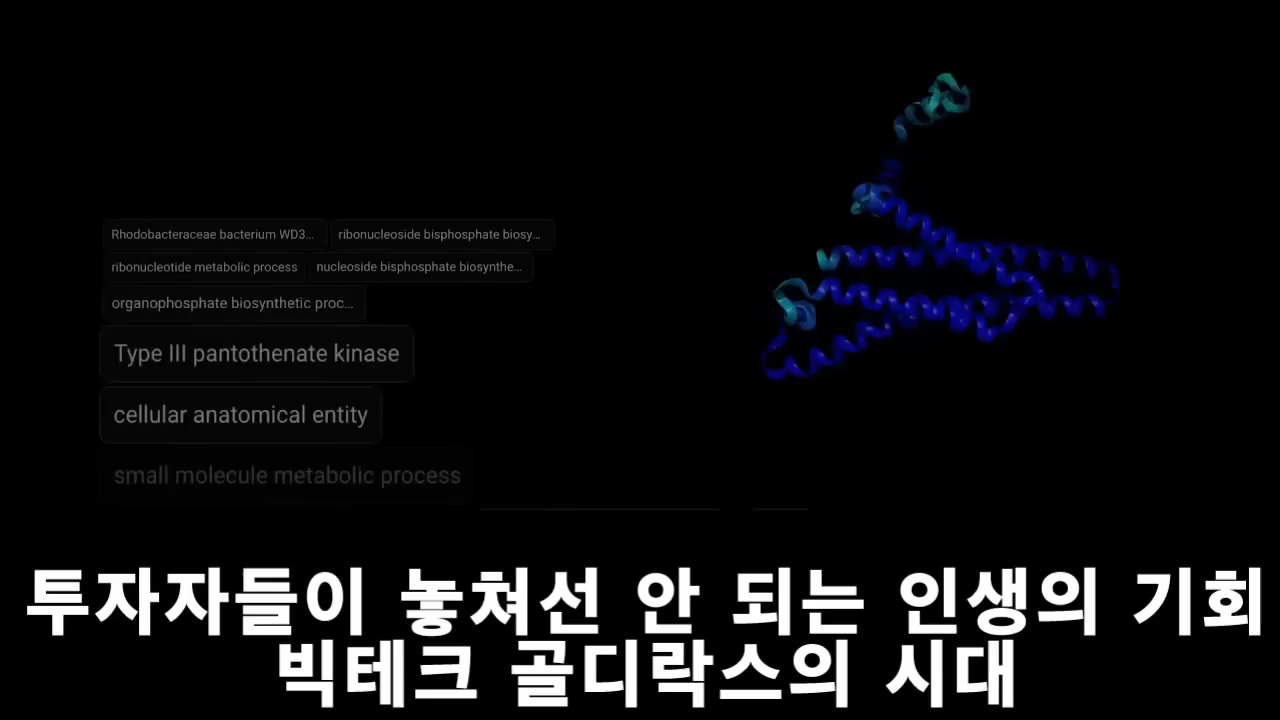 Rhodobacteraceae bacterium WD3... ribonucleoside bisphosphate biosy...
ribonucleotide metabolic process nucleoside bisphosphate biosynthe...
organophosphate biosynthetic proc...
Type III pantothenate kinase
cellular anatomical entity
small molecule metabolic process
투자자들이 놓쳐선 안 되는 인생의 기회
빅테크 골디락스의 시대